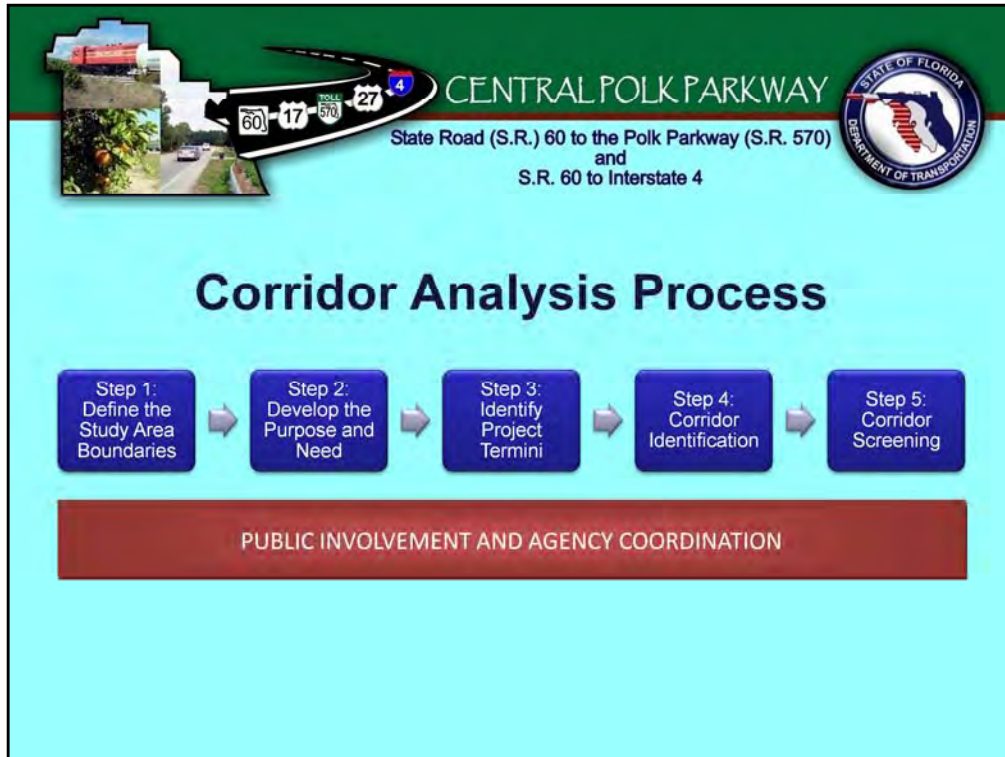 60
17
TOLL
570
27
4
CENTRAL POLK PARKWAY
STATE OF FLORIDA
DEPARTMENT OF TRANSPORTATION
State Road (S.R.) 60 to the Polk Parkway (S.R. 570)
and
S.R. 60 to Interstate 4
Corridor Analysis Process
Step 1:
Define the
Study Area
Boundaries
Step 2:
Develop the
Purpose and
Need
Step 3:
Identify
Project
Termini
Step 4:
Corridor
Identification
Step 5:
Corridor
Screening
PUBLIC INVOLVEMENT AND AGENCY COORDINATION